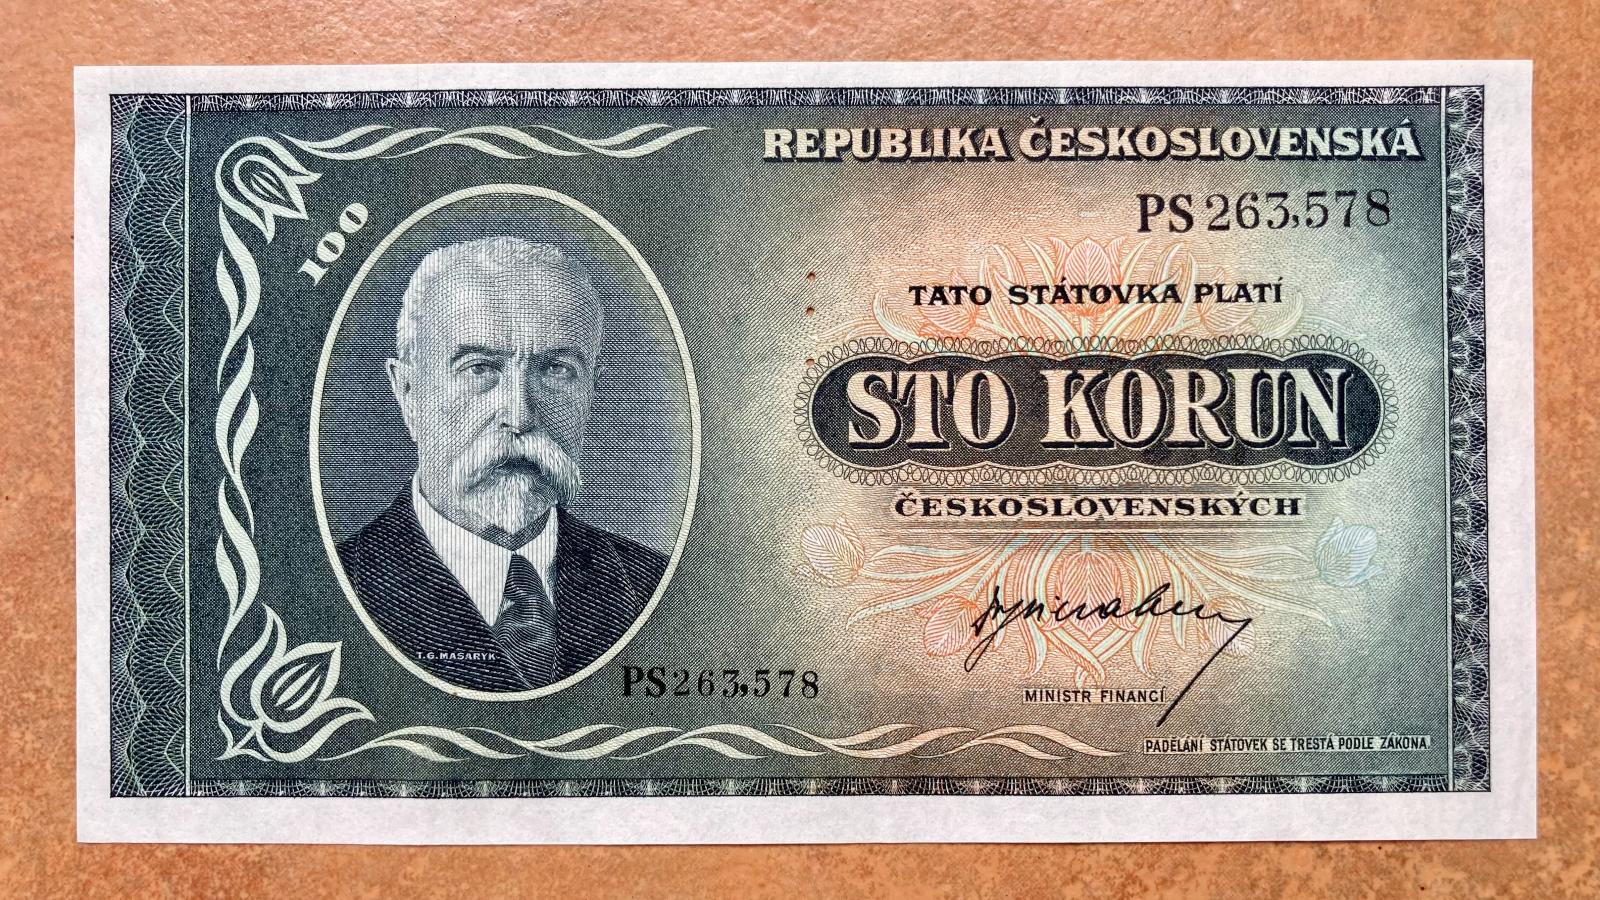 REPUBLIKA ČESKOSLOVENSKÁ
PS 263,578
100
TATO STÁTOVKA PLATÍ
STO KORUN
ČESKOSLOVENSKÝCH
T.G.MASARYK
PS 263,578
MINISTR FINANCÍ
PADĚLÁNÍ STÁTOVEK SE TRESTÁ PODLE ZÁKONA.